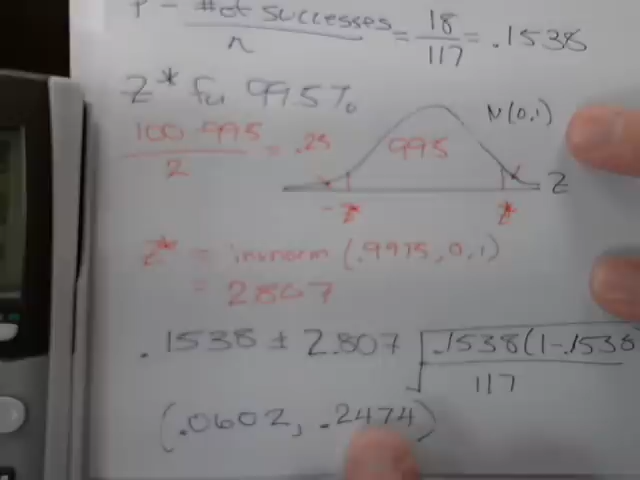 P = # of successes / n = 18 / 117 = .1538
Z* for 99.5%
100-99.5 / 2 = .25
99.5
N(0,1)
Z
-Z*
Z*
Z* = invnorm (.9975, 0, 1)
= 2.807
.1538 ± 2.807 √ .1538(1-.1538 / 117
(.0602, .2474)